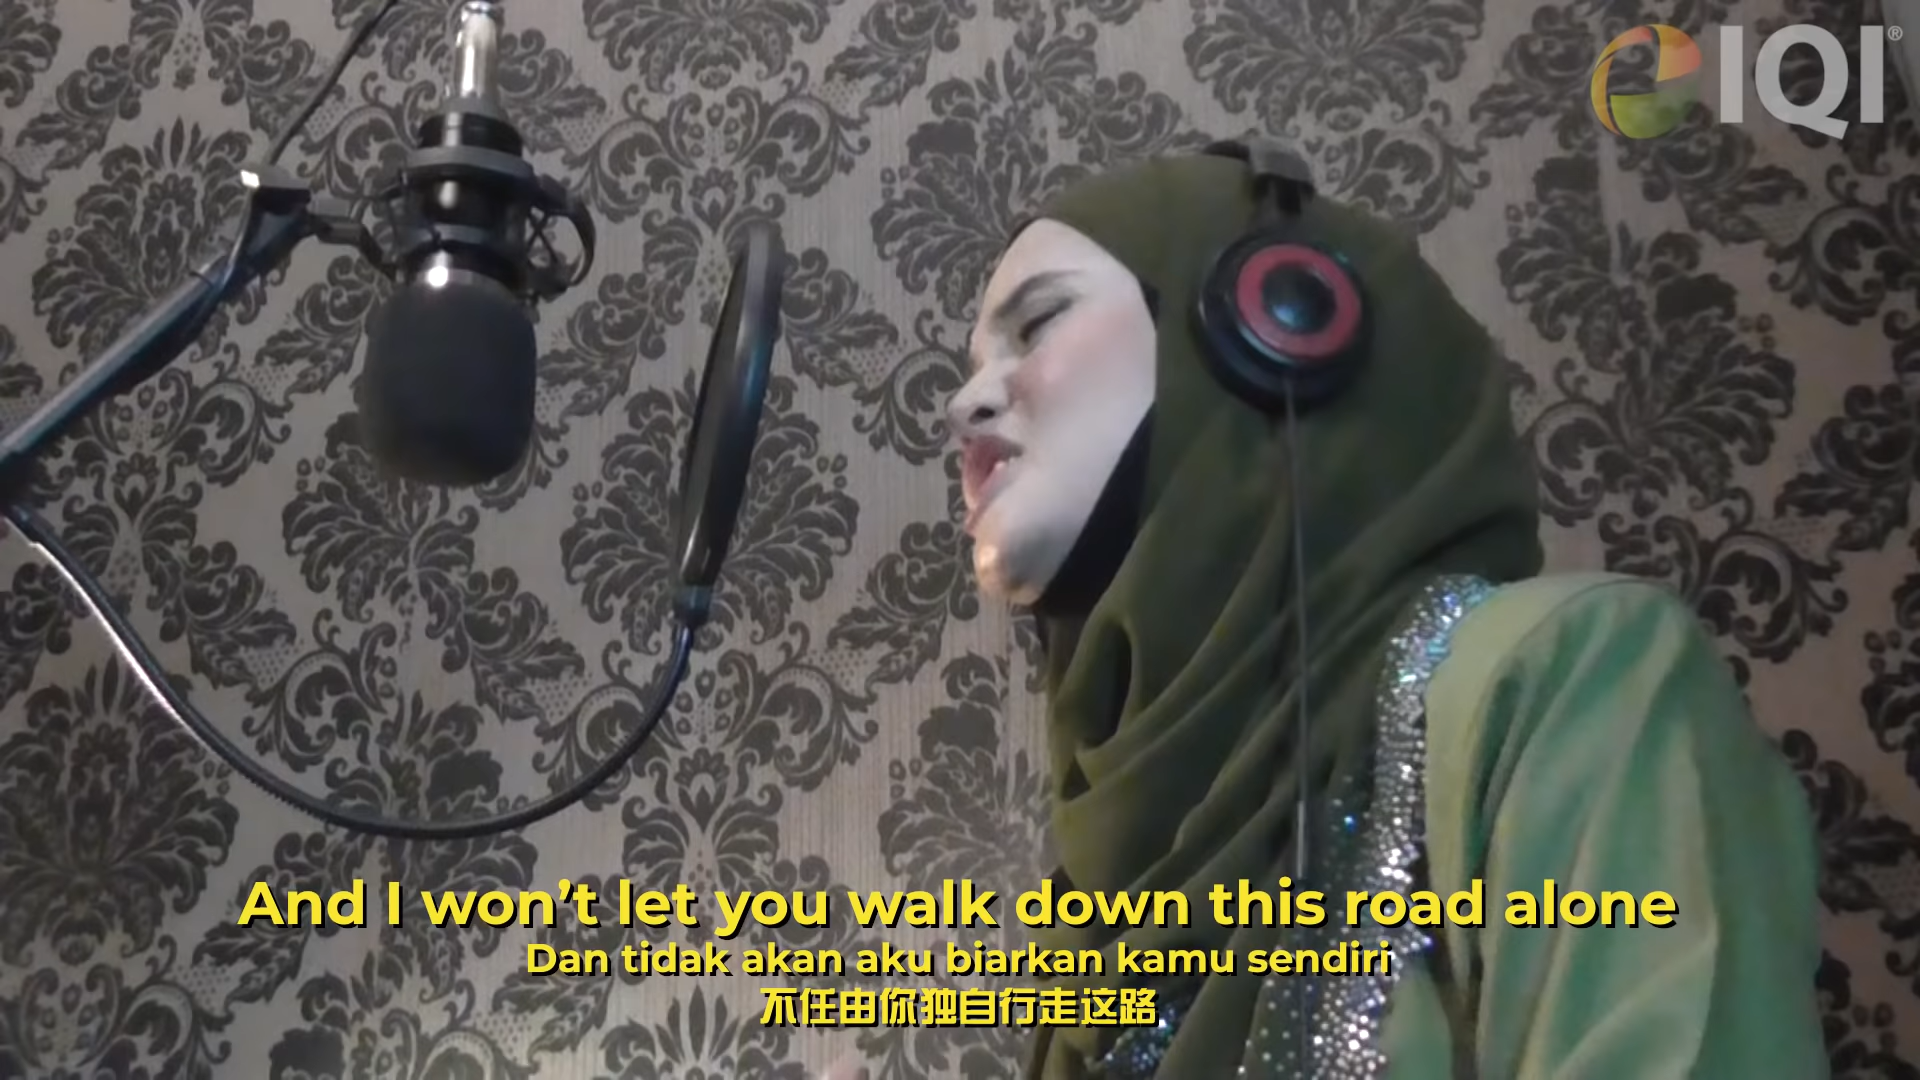 IQI®
And I won't let you walk down this road alone
Dan tidak akan aku biarkan kamu sendiri
不任由你独自行走这路